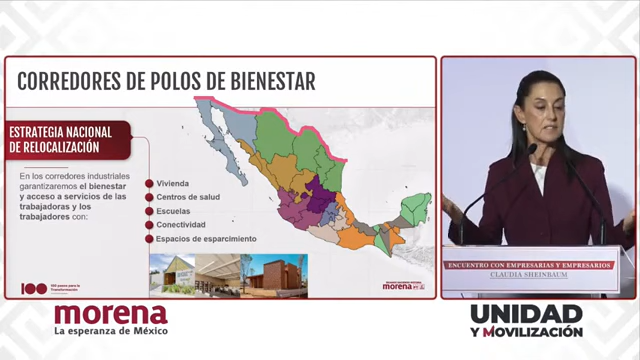 CORREDORES DE POLOS DE BIENESTAR
ESTRATEGIA NACIONAL
DE RELOCALIZACIÓN
En los corredores industriales
garantizaremos el bienestar
y acceso a servicios de las
trabajadoras y los
trabajadores con:
Vivienda
Centros de salud
Escuelas
Conectividad
Espacios de esparcimiento
100
morena
ENCUENTRO CON EMPRESARIAS Y EMPRESARIOS
CLAUDIA SHEINBAUM
morena
La esperanza de México
UNIDAD
Y MOVILIZACIÓN